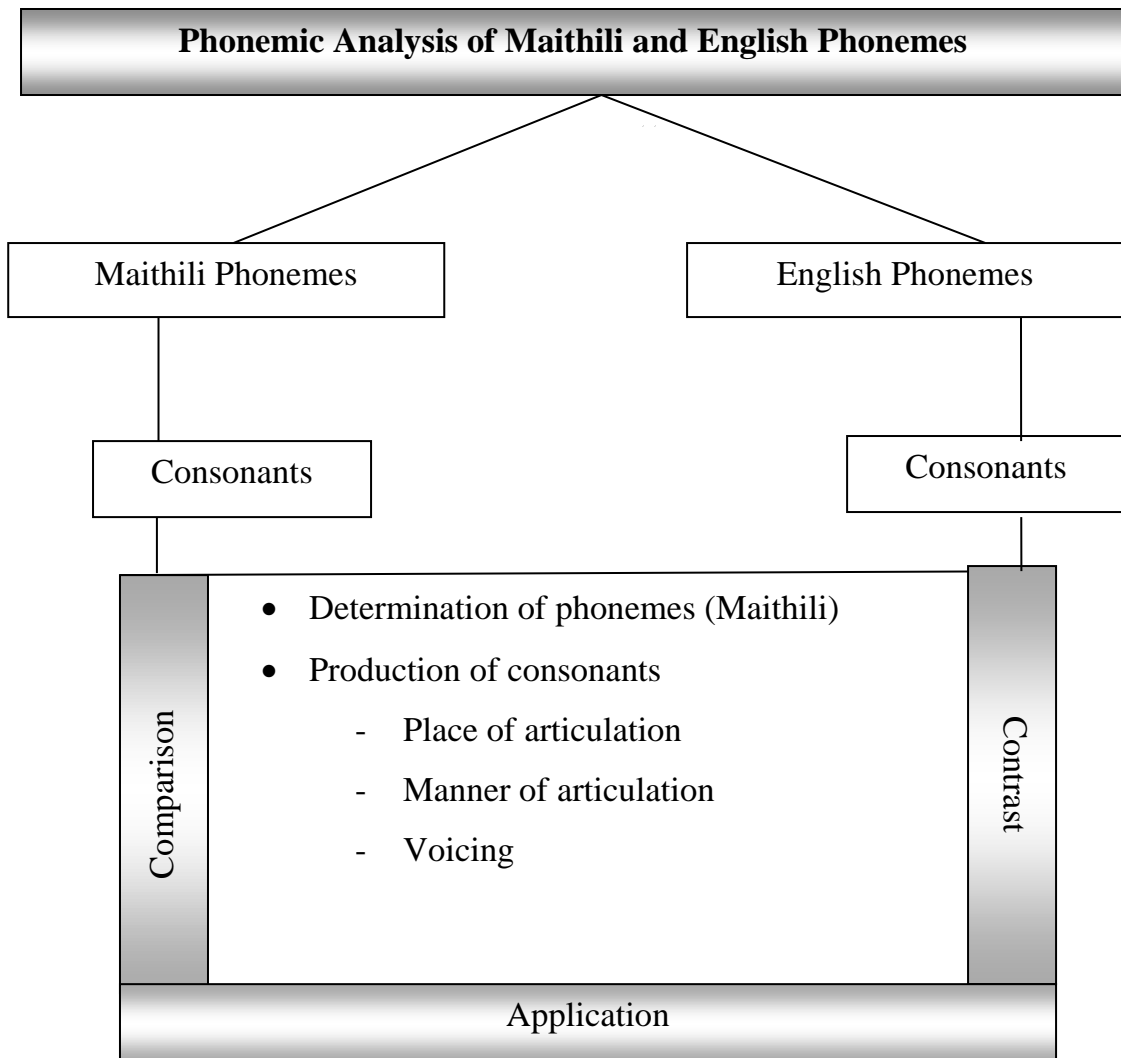 Phonemic Analysis of Maithili and English Phonemes
Maithili Phonemes
English Phonemes
Consonants
Consonants
• Determination of phonemes (Maithili)
• Production of consonants
- Place of articulation
- Manner of articulation
- Voicing
Comparison
Contrast
Application